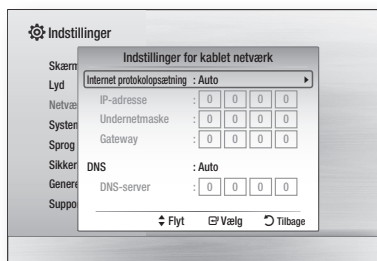 Indstillinger
Indstillinger for kablet netværk
Skærm
Lyd
Netvæ
System
Sprog
Sikker
Genere
Suppo
Internet protokolopsætning : Auto
IP-adresse : 0 0 0 0
Undernetmaske : 0 0 0 0
Gateway : 0 0 0 0
DNS : Auto
DNS-server : 0 0 0 0
Flyt Vælg Tilbage